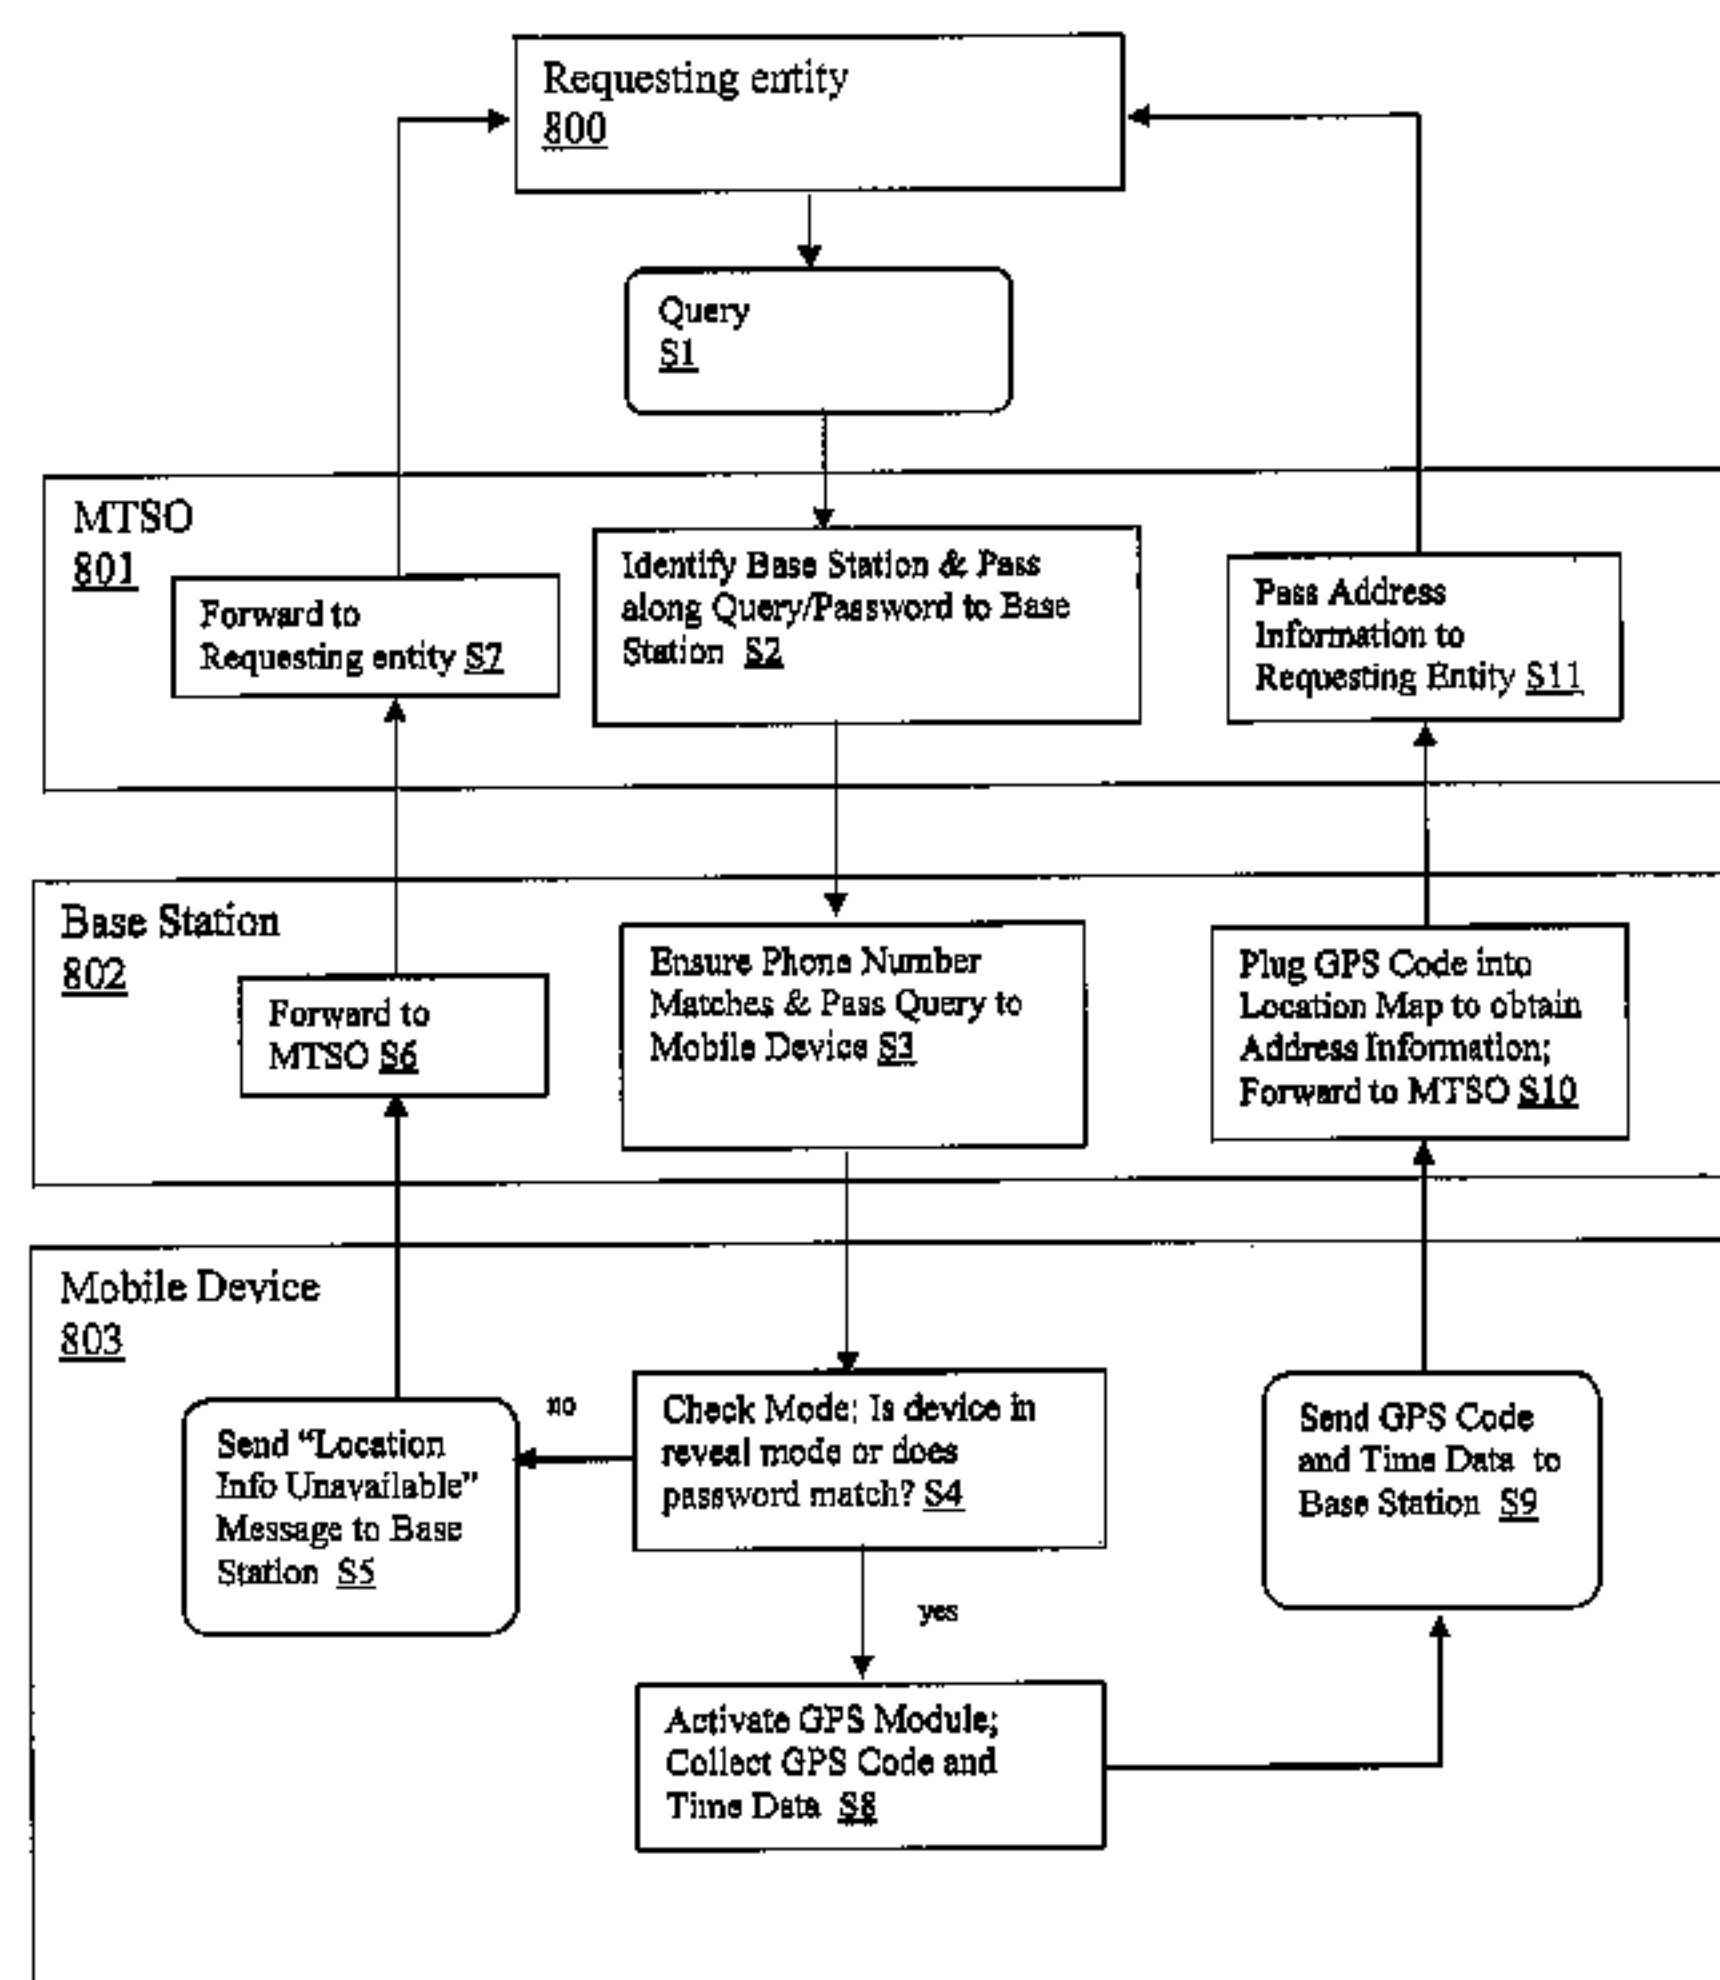 Requesting entity
800
Query
S1
MTSO
801
Forward to
Requesting entity S7
Identify Base Station & Pass
along Query/Password to Base
Station S2
Pass Address
Information to
Requesting Entity S11
Base Station
802
Forward to
MTSO S6
Ensure Phone Number
Matches & Pass Query to
Mobile Device S3
Plug GPS Code into
Location Map to obtain
Address Information;
Forward to MTSO S10
Mobile Device
803
Send “Location
Info Unavailable”
Message to Base
Station S5
no
Check Mode; Is device in
reveal mode or does
password match? S4
Send GPS Code
and Time Data to
Base Station S9
yes
Activate GPS Module;
Collect GPS Code and
Time Data S8